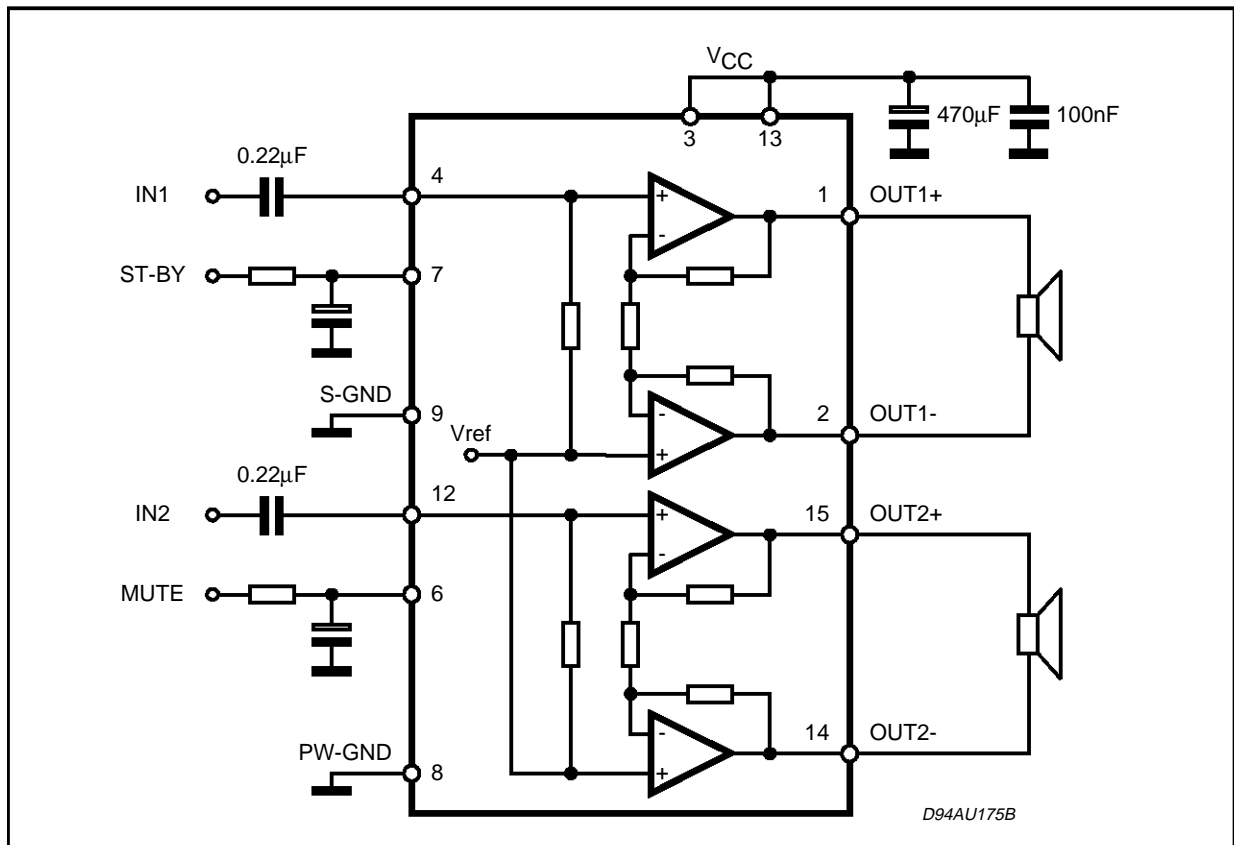 VCC
470µF
100nF
3
13
0.22µF
IN1
4
+
-
1
OUT1+
ST-BY
7
S-GND
9
-
+
2
OUT1-
Vref
0.22µF
IN2
12
+
-
15
OUT2+
MUTE
6
PW-GND
8
-
+
14
OUT2-
D94AU175B